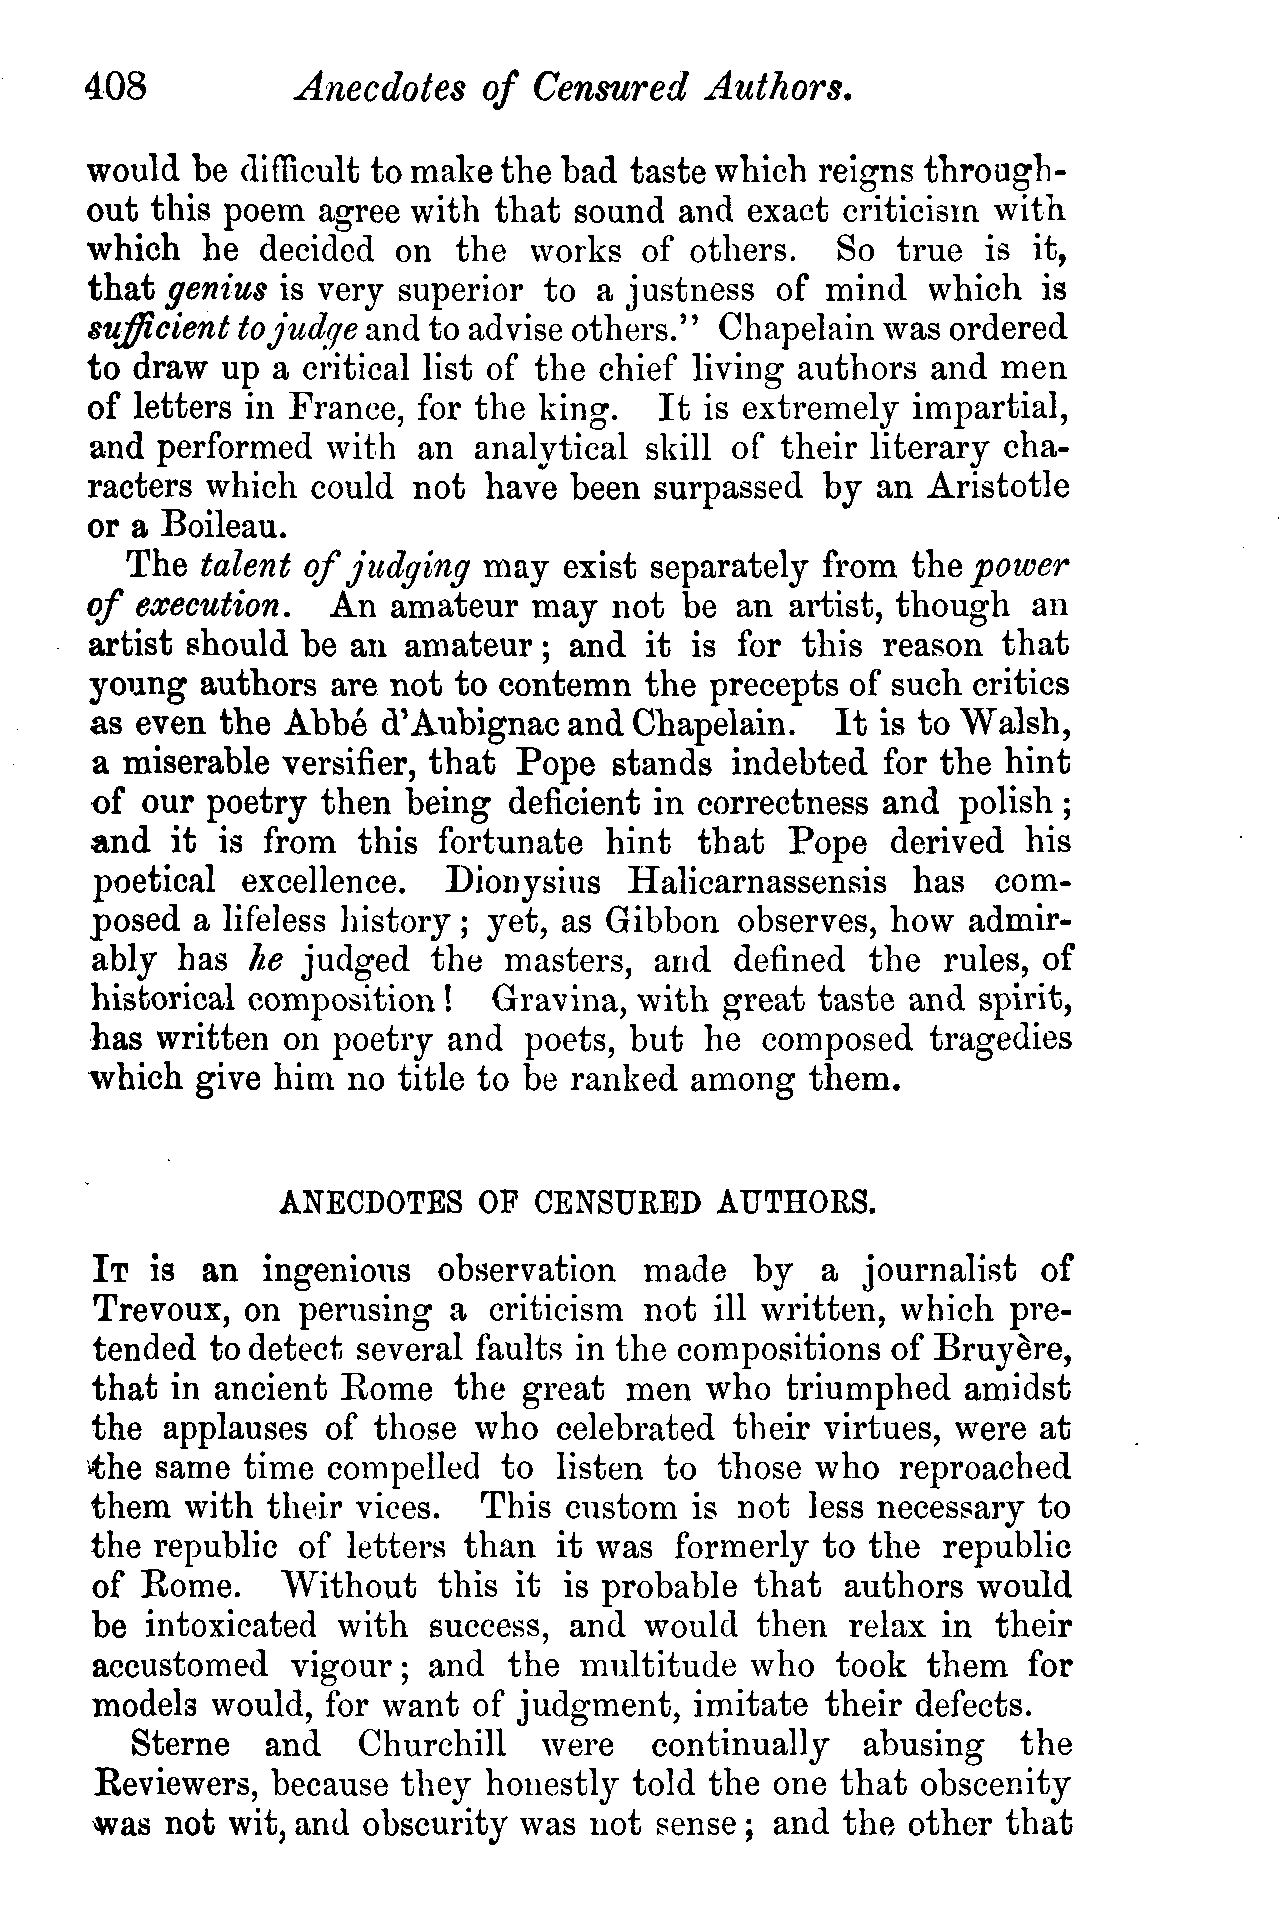 408 Anecdotes of Censured Authors.
would be difficult to make the bad taste which reigns through-
out this poem agree with that sound and exact criticism with
which he decided on the works of others. So true is it,
that genius is very superior to a justness of mind which is
sufficient to judge and to advise others." Chapelain was ordered
to draw up a critical list of the chief living authors and men
of letters in France, for the king. It is extremely impartial,
and performed with an analytical skill of their literary cha-
racters which could not have been surpassed by an Aristotle
or a Boileau.
The talent of judging may exist separately from the power
of execution. An amateur may not be an artist, though an
artist should be an amateur; and it is for this reason that
young authors are not to contemn the precepts of such critics
as even the Abbé d'Aubignac and Chapelain. It is to Walsh,
a miserable versifier, that Pope stands indebted for the hint
of our poetry then being deficient in correctness and polish;
and it is from this fortunate hint that Pope derived his
poetical excellence. Dionysius Halicarnassensis has com-
posed a lifeless history; yet, as Gibbon observes, how admir-
ably has he judged the masters, and defined the rules, of
historical composition! Gravina, with great taste and spirit,
has written on poetry and poets, but he composed tragedies
which give him no title to be ranked among them.
ANECDOTES OF CENSURED AUTHORS.
IT is an ingenious observation made by a journalist of
Trevoux, on perusing a criticism not ill written, which pre-
tended to detect several faults in the compositions of Bruyère,
that in ancient Rome the great men who triumphed amidst
the applauses of those who celebrated their virtues, were at
the same time compelled to listen to those who reproached
them with their vices. This custom is not less necessary to
the republic of letters than it was formerly to the republic
of Rome. Without this it is probable that authors would
be intoxicated with success, and would then relax in their
accustomed vigour; and the multitude who took them for
models would, for want of judgment, imitate their defects.
Sterne and Churchill were continually abusing the
Reviewers, because they honestly told the one that obscenity
was not wit, and obscurity was not sense; and the other that